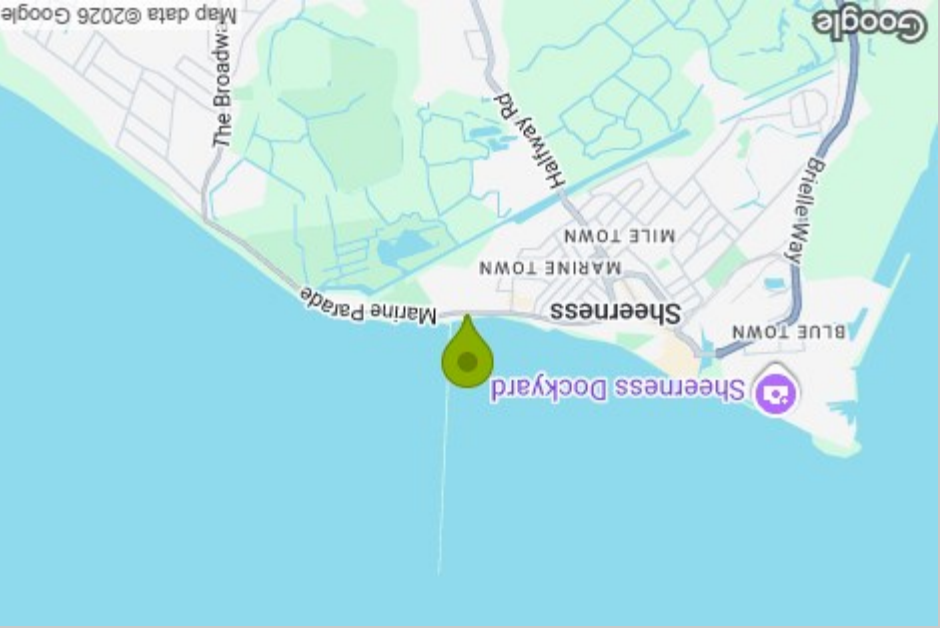 Sheerness Dockyard
BLUE TOWN
Sheerness
Marine Parade
MARINE TOWN
MILE TOWN
Brielle Way
Halfway Rd
The Broadway
Google
Map data ©2026 Google